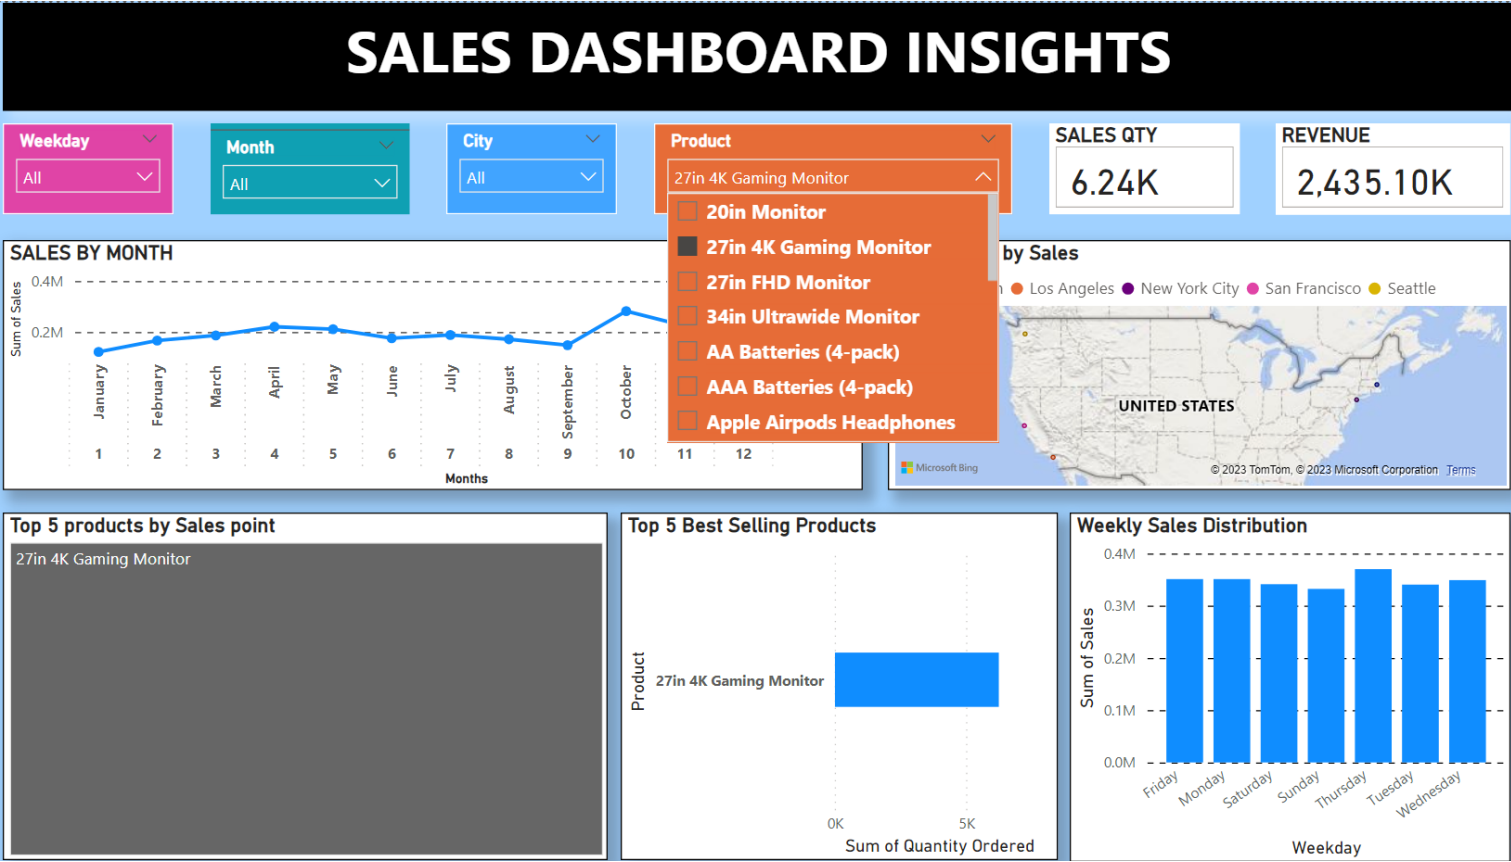 SALES DASHBOARD INSIGHTS
Weekday
All
Month
All
City
All
Product
27in 4K Gaming Monitor
20in Monitor
27in 4K Gaming Monitor
27in FHD Monitor
34in Ultrawide Monitor
AA Batteries (4-pack)
AAA Batteries (4-pack)
Apple Airpods Headphones
SALES QTY
6.24K
REVENUE
2,435.10K
SALES BY MONTH
Sum of Sales
0.4M
0.2M
January
February
March
April
May
June
July
August
September
October
1 2 3 4 5 6 7 8 9 10 11 12
Months
by Sales
Los Angeles New York City San Francisco Seattle
UNITED STATES
Microsoft Bing
© 2023 TomTom, © 2023 Microsoft Corporation Terms
Top 5 products by Sales point
27in 4K Gaming Monitor
Top 5 Best Selling Products
Product
27in 4K Gaming Monitor
0K 5K
Sum of Quantity Ordered
Weekly Sales Distribution
Sum of Sales
0.4M
0.3M
0.2M
0.1M
0.0M
Friday
Monday
Saturday
Sunday
Thursday
Tuesday
Wednesday
Weekday